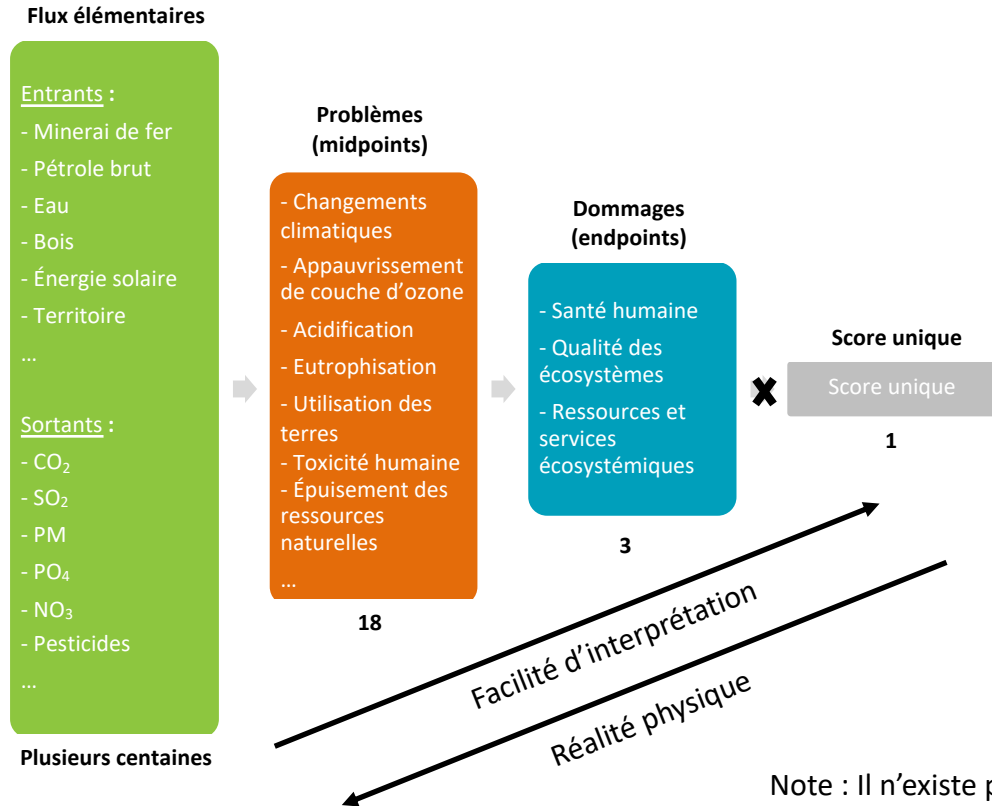 Flux élémentaires
Entrants :
- Minerai de fer
- Pétrole brut
- Eau
- Bois
- Énergie solaire
- Territoire
...
Sortants :
- CO₂
- SO₂
- PM
- PO₄
- NO₃
- Pesticides
...
Plusieurs centaines
Problèmes
(midpoints)
- Changements
climatiques
- Appauvrissement
de couche d’ozone
- Acidification
- Eutrophisation
- Utilisation des
terres
- Toxicité humaine
- Épuisement des
ressources
naturelles
...
18
Dommages
(endpoints)
- Santé humaine
- Qualité des
écosystèmes
- Ressources et
services
écosystémiques
3
Score unique
Score unique
1
Facilité d’interprétation
Réalité physique
Note : Il n’existe p